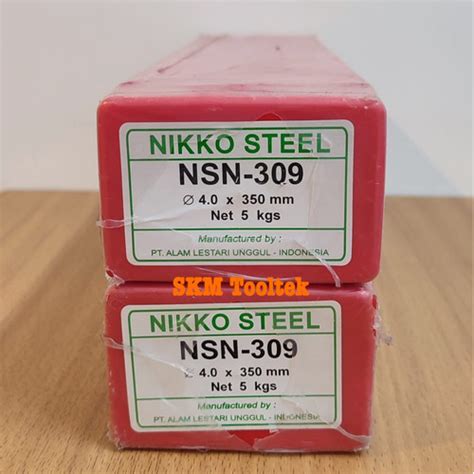 NIKKO STEEL
NSN-309
∅ 4.0 x 350 mm
Net 5 kgs
Manufactured by :
PT. ALAM LESTARI UNGGUL - INDONESIA
SKM Tooltek
NIKKO STEEL
NSN-309
∅ 4.0 x 350 mm
Net 5 kgs
Manufactured by :
PT. ALAM LESTARI UNGGUL - INDONESIA